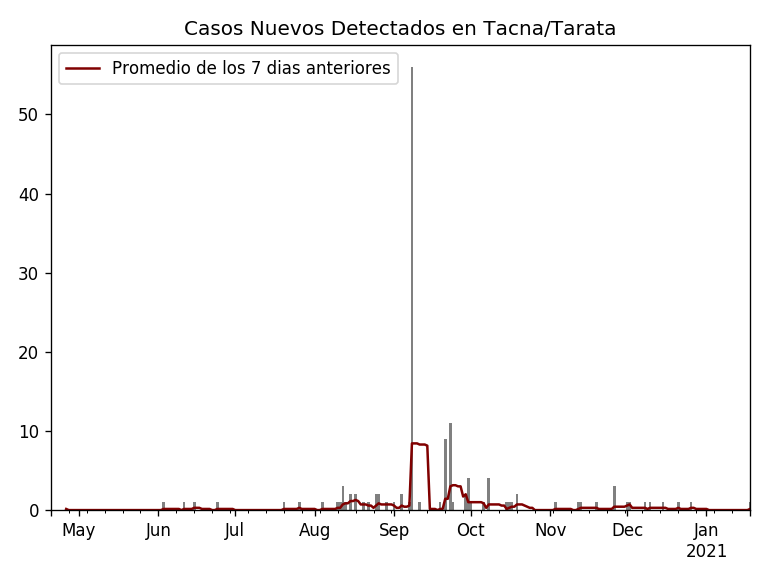 Casos Nuevos Detectados en Tacna/Tarata
Promedio de los 7 dias anteriores
50
40
30
20
10
0
May Jun Jul Aug Sep Oct Nov Dec Jan
2021